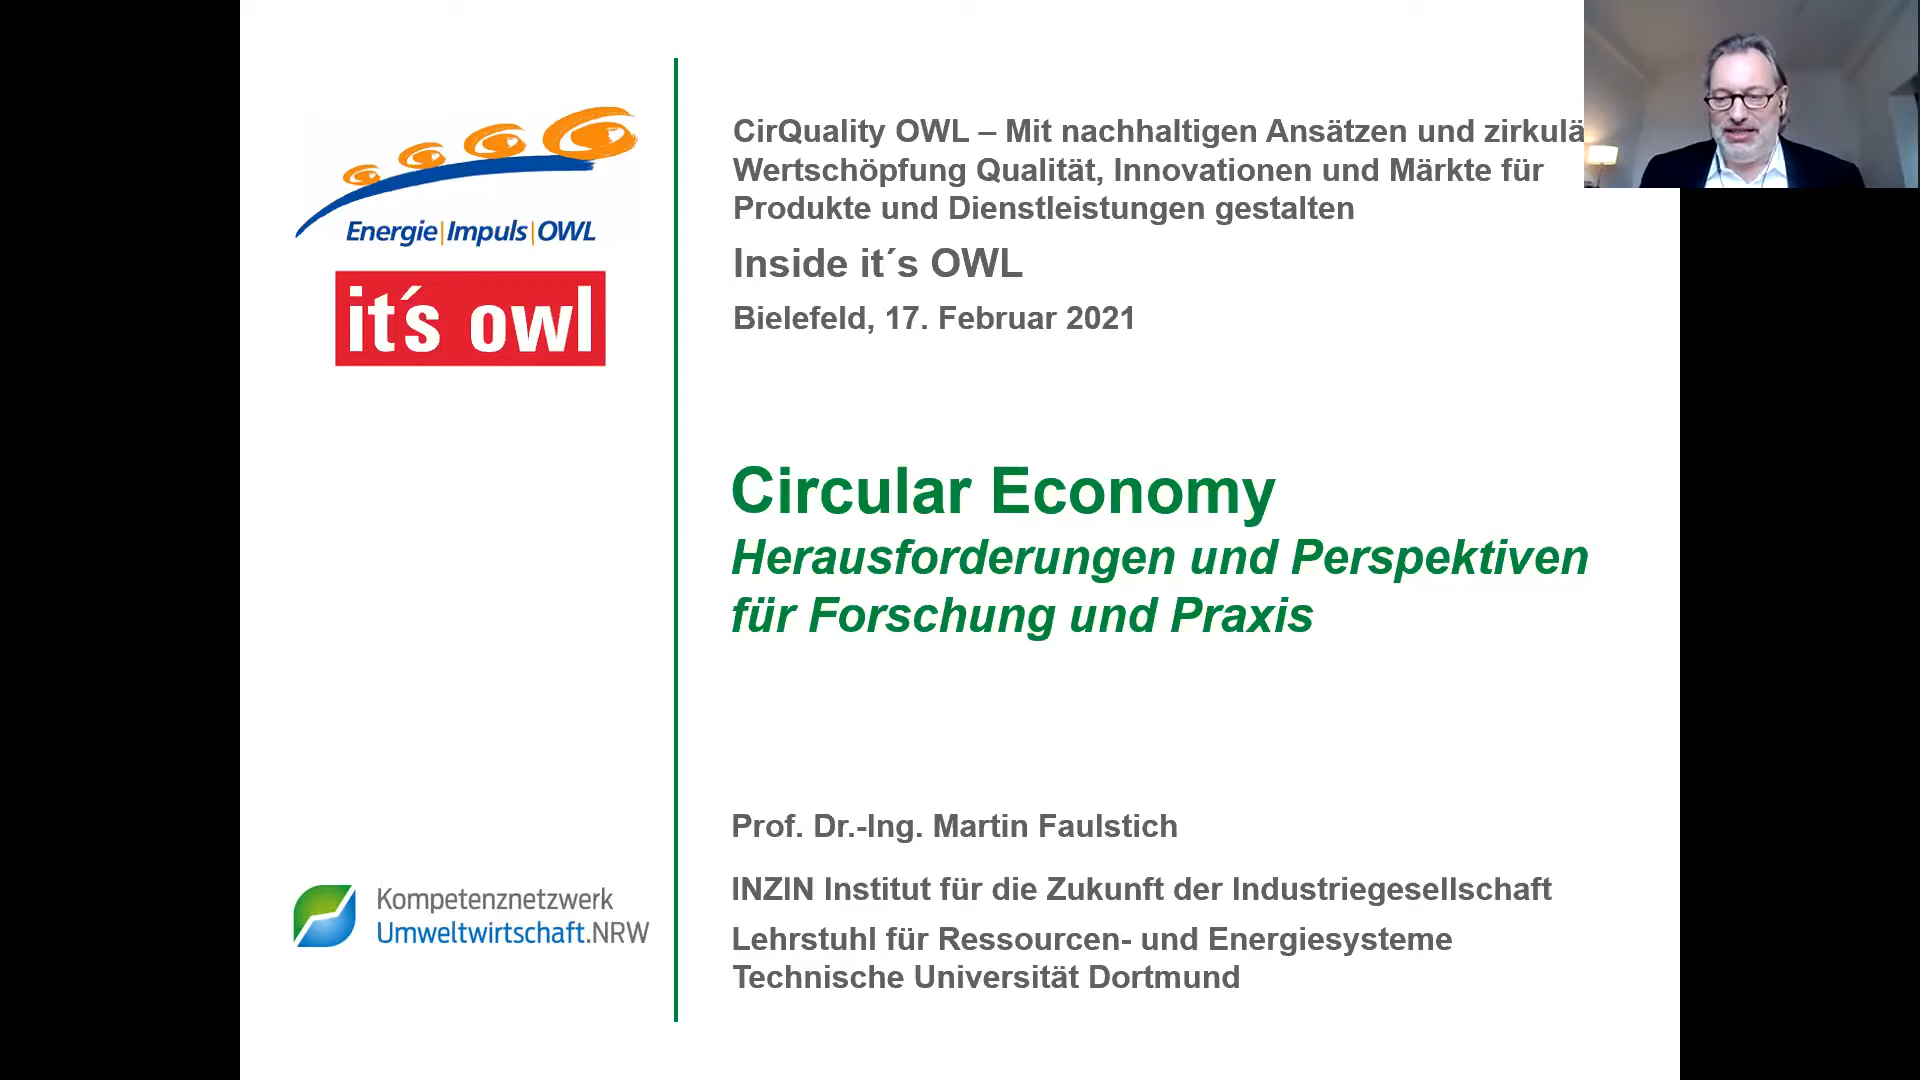 Energie|Impuls|OWL
it's owl
CirQuality OWL – Mit nachhaltigen Ansätzen und
Wertschöpfung Qualität, Innovationen und Märkte für
Produkte und Dienstleistungen gestalten
Inside it´s OWL
Bielefeld, 17. Februar 2021
Circular Economy
Herausforderungen und Perspektiven
für Forschung und Praxis
Prof. Dr.-Ing. Martin Faulstich
INZIN Institut für die Zukunft der Industriegesellschaft
Lehrstuhl für Ressourcen- und Energiesysteme
Technische Universität Dortmund
Kompetenznetzwerk
Umweltwirtschaft.NRW